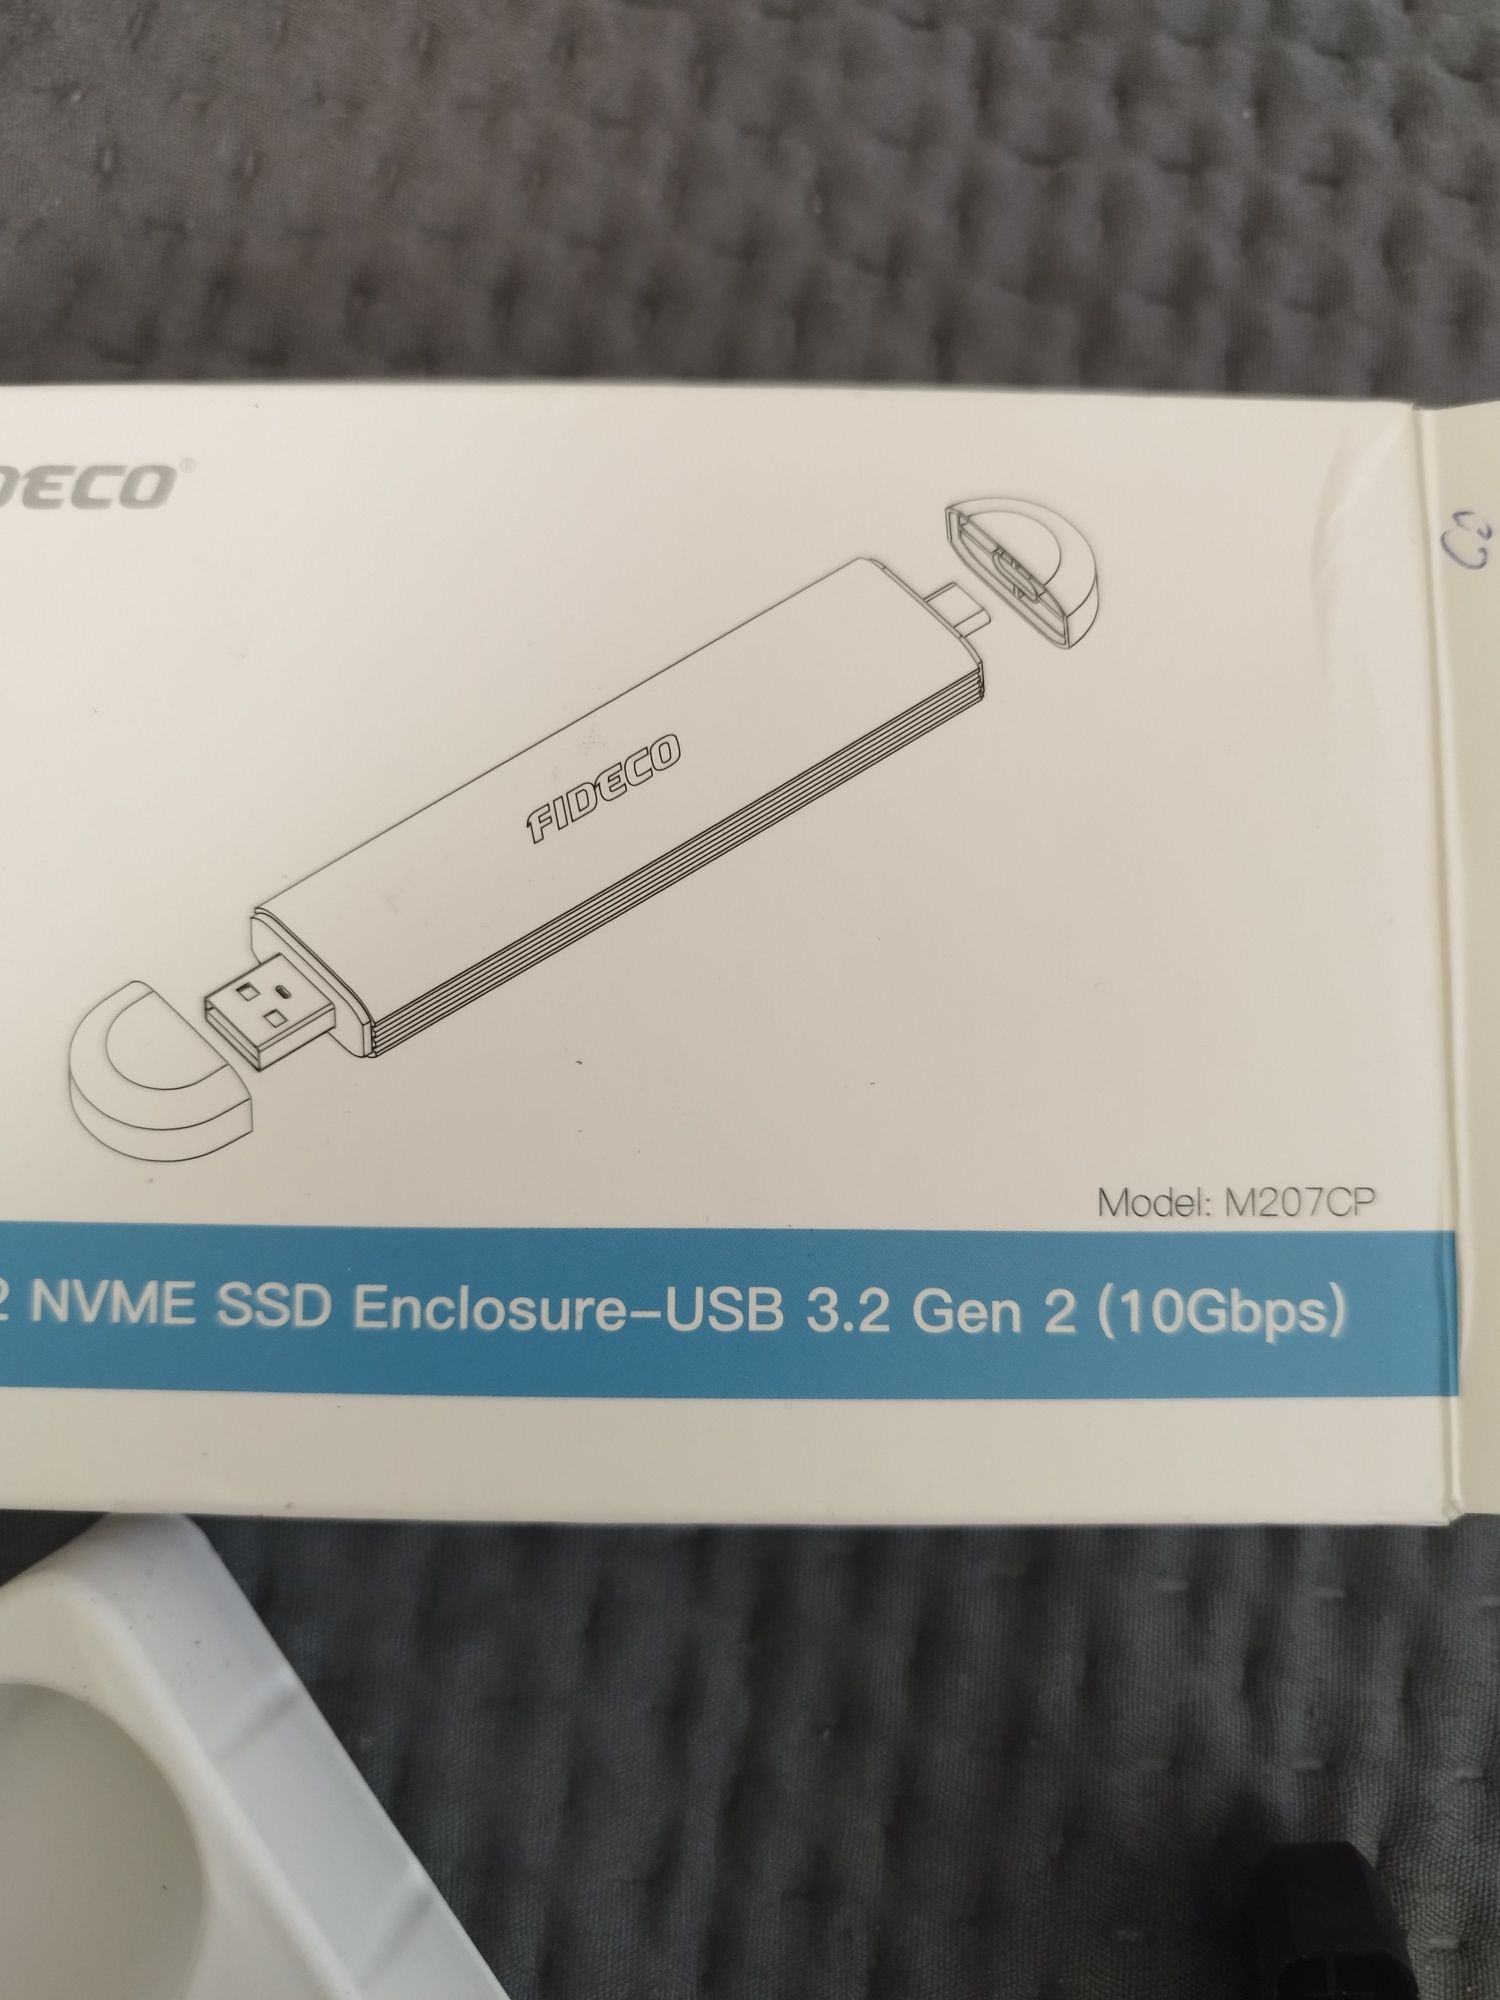 DECO®
FIDECO
Model: M207CP
2 NVME SSD Enclosure–USB 3.2 Gen 2 (10Gbps)